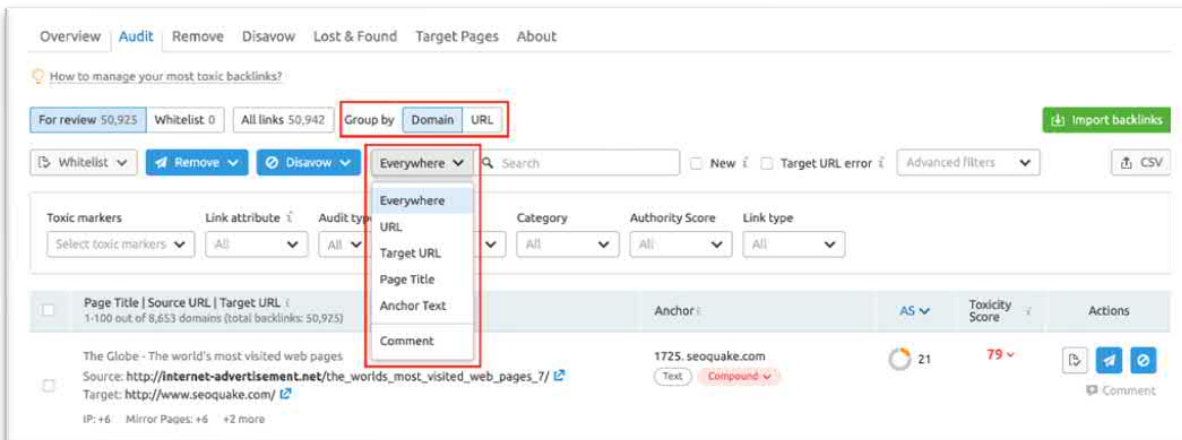 Overview Audit Remove Disavow Lost & Found Target Pages About
How to manage your most toxic backlinks?
For review 50,925 Whitelist 0 All links 50,942 Group by Domain URL Import backlinks
Whitelist Remove Disavow Everywhere Search New i Target URL error i Advanced filters CSV
Everywhere
URL
Target URL
Page Title
Anchor Text
Comment
Toxic markers Link attribute i Audit typ Category Authority Score Link type
Select toxic markers All All All All All
Page Title | Source URL | Target URL i Anchor i AS Toxicity Score i Actions
1-100 out of 8,653 domains (total backlinks: 50,925)
The Globe - The world's most visited web pages 1725. seoquake.com 21 79
Source: http://internet-advertisement.net/the_worlds_most_visited_web_pages_7/ Text Compound
Target: http://www.seoquake.com/ Comment
IP: +6 Mirror Pages: +6 +2 more